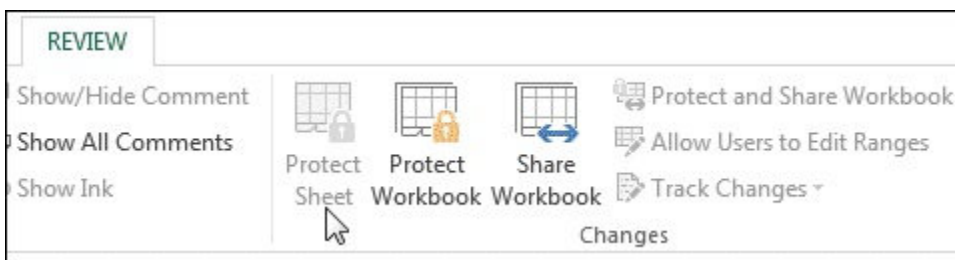 REVIEW
Show/Hide Comment
Show All Comments
Show Ink
Protect
Sheet
Protect
Workbook
Share
Workbook
Protect and Share Workbook
Allow Users to Edit Ranges
Track Changes
Changes